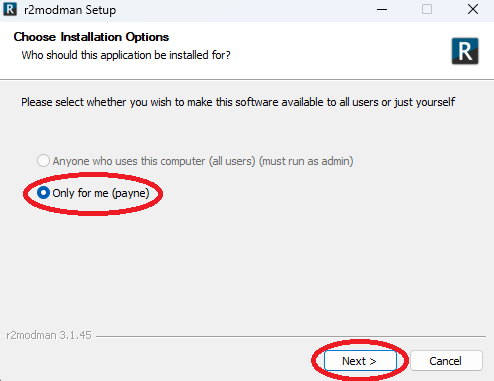 R r2modman Setup
Choose Installation Options
Who should this application be installed for?
R
Please select whether you wish to make this software available to all users or just yourself
Anyone who uses this computer (all users) (must run as admin)
Only for me (payne)
r2modman 3.1.45
Next >
Cancel